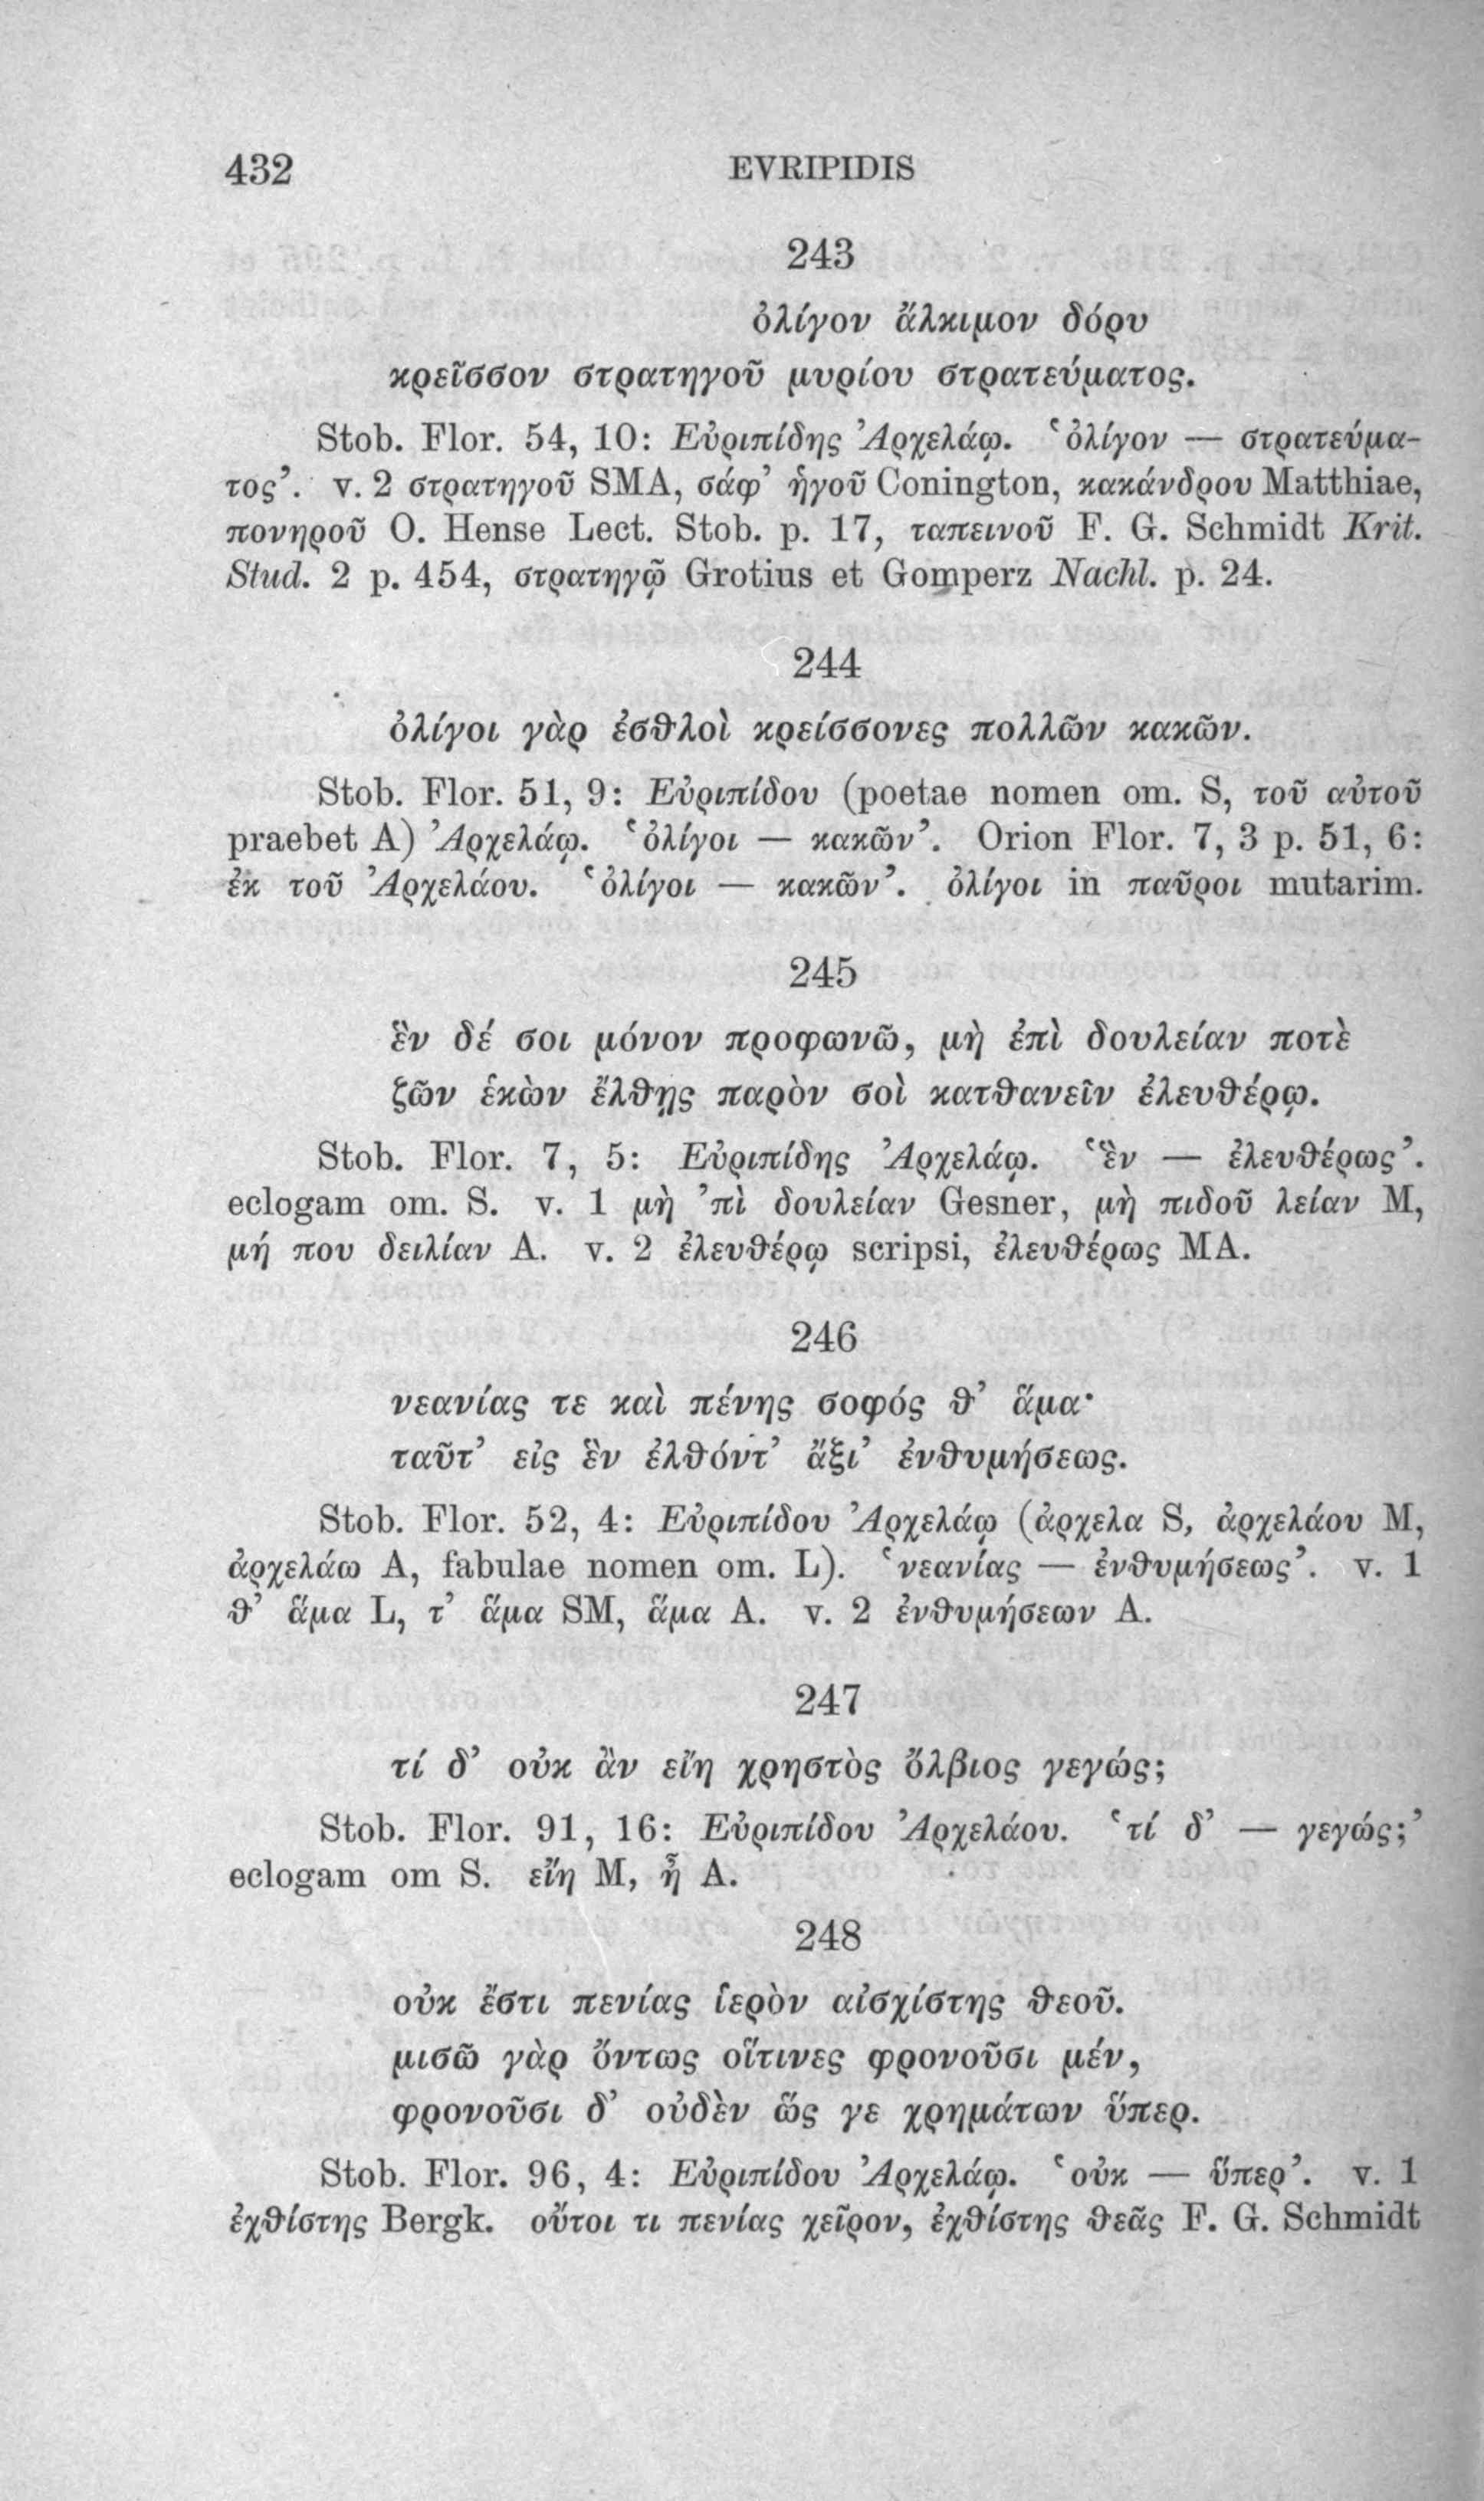 432 EVRIPIDIS
243
ὀλίγον ἄλκιμον δόρυ
κρεῖσσον στρατηγοῦ μυρίου στρατεύματος.
Stob. Flor. 54, 10: Εὐριπίδης Ἀρχελάῳ. ‘ὀλίγον — στρατεύμα-
τος’. v. 2 στρατηγοῦ SMA, σάφ’ ἡγοῦ Conington, κακάνδρου Matthiae,
πονηροῦ O. Hense Lect. Stob. p. 17, ταπεινοῦ F. G. Schmidt Krit.
Stud. 2 p. 454, στρατηγῷ Grotius et Gomperz Nachl. p. 24.
244
ὀλίγοι γὰρ ἐσθλοὶ κρείσσονες πολλῶν κακῶν.
Stob. Flor. 51, 9: Εὐριπίδου (poetae nomen om. S, τοῦ αὐτοῦ
praebet A) Ἀρχελάῳ. ‘ὀλίγοι — κακῶν’. Orion Flor. 7, 3 p. 51, 6:
ἐκ τοῦ Ἀρχελάου. ‘ὀλίγοι — κακῶν’. ὀλίγοι in παῦροι mutarim.
245
ἓν δέ σοι μόνον προφωνῶ, μὴ ἐπὶ δουλείαν ποτὲ
ζῶν ἑκὼν ἔλθῃς παρὸν σοὶ κατθανεῖν ἐλευθέρῳ.
Stob. Flor. 7, 5: Εὐριπίδης Ἀρχελάῳ. ‘ἓν — ἐλευθέρως’.
eclogam om. S. v. 1 μὴ ’πὶ δουλείαν Gesner, μὴ πιδοῦ λείαν M,
μή που δειλίαν A. v. 2 ἐλευθέρῳ scripsi, ἐλευθέρως MA.
246
νεανίας τε καὶ πένης σοφός θ’ ἅμα·
ταῦτ’ εἰς ἓν ἐλθόντ’ ἄξι’ ἐνθυμήσεως.
Stob. Flor. 52, 4: Εὐριπίδου Ἀρχελάῳ (ἀρχελα S, ἀρχελάου M,
ἀρχελάω A, fabulae nomen om. L). ‘νεανίας — ἐνθυμήσεως’. v. 1
θ’ ἅμα L, τ’ ἅμα SM, ἅμα A. v. 2 ἐνθυμήσεων A.
247
τί δ’ οὐκ ἂν εἴη χρηστὸς ὄλβιος γεγώς;
Stob. Flor. 91, 16: Εὐριπίδου Ἀρχελάου. ‘τί δ’ — γεγώς;’
eclogam om S. εἴη M, ᾖ A.
248
οὐκ ἔστι πενίας ἱερὸν αἰσχίστης θεοῦ.
μισῶ γὰρ ὄντως οἵτινες φρονοῦσι μέν,
φρονοῦσι δ’ οὐδὲν ὥς γε χρημάτων ὕπερ.
Stob. Flor. 96, 4: Εὐριπίδου Ἀρχελάῳ. ‘οὐκ — ὕπερ’. v. 1
ἐχθίστης Bergk. οὔτοι τι πενίας χεῖρον, ἐχθίστης θεᾶς F. G. Schmidt